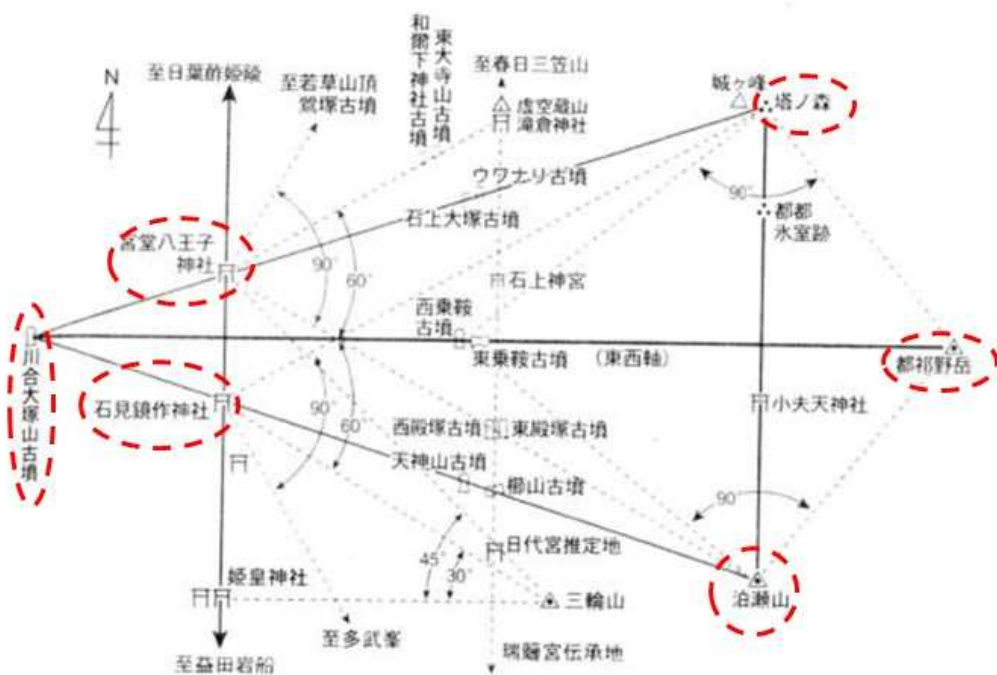 N
至日葉酢姫陵
至若草山頂
鶯塚古墳
東大寺山古墳
和爾下神社古墳
至春日三笠山
虚空蔵山
滝倉神社
城ヶ峰
塔ノ森
ウワナリ古墳
石上大塚古墳
90°
都都
氷室跡
宮堂八王子
神社
90°
60°
石上神宮
西乗鞍
古墳
東乗鞍古墳
(東西軸)
都祁野岳
川合大塚山古墳
石見鏡作神社
90°
60°
西殿塚古墳
東殿塚古墳
小夫天神社
天神山古墳
櫛山古墳
90°
45°
30°
日代宮推定地
姫皇神社
三輪山
泊瀬山
至多武峯
至益田岩船
瑞籬宮伝承地